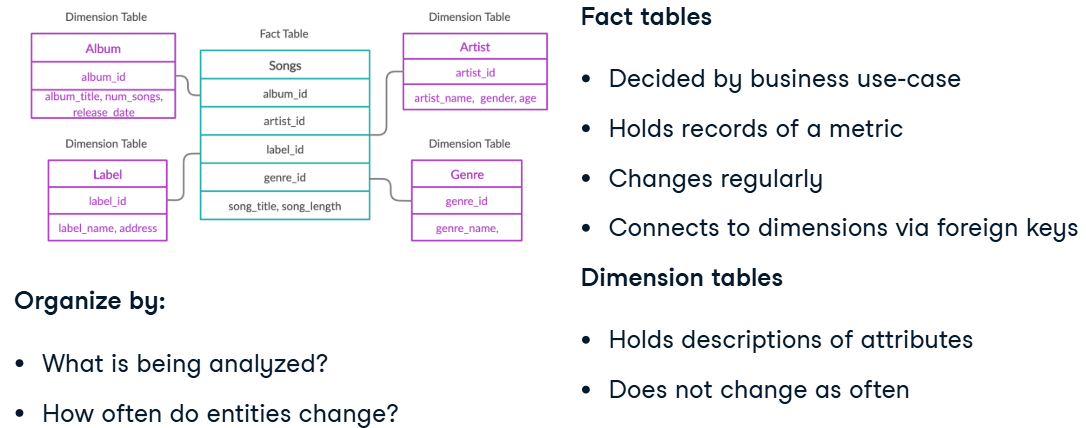 Dimension Table
Album
album_id
album_title, num_songs,
release_date
Dimension Table
Label
label_id
label_name, address
Fact Table
Songs
album_id
artist_id
label_id
genre_id
song_title, song_length
Dimension Table
Artist
artist_id
artist_name, gender, age
Dimension Table
Genre
genre_id
genre_name,
Organize by:
• What is being analyzed?
• How often do entities change?
Fact tables
• Decided by business use-case
• Holds records of a metric
• Changes regularly
• Connects to dimensions via foreign keys
Dimension tables
• Holds descriptions of attributes
• Does not change as often